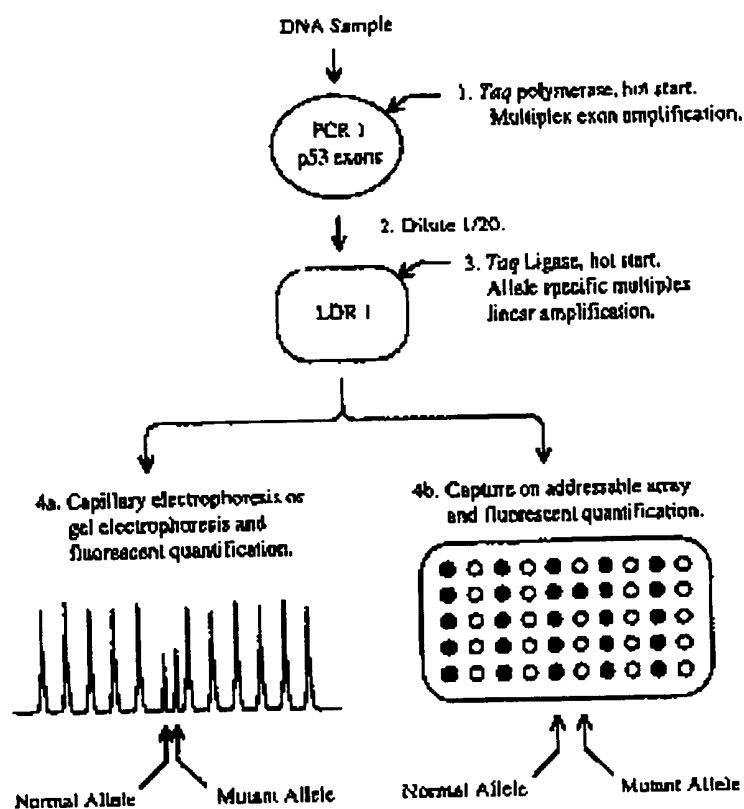 DNA Sample
1. Taq polymerase, hot start.
Multiplex exon amplification.
PCR 1
p53 exons
2. Dilute 1/20.
3. Taq Ligase, hot start.
Allele specific multiplex
linear amplification.
LDR 1
4a. Capillary electrophoresis or
gel electrophoresis and
fluorescent quantification.
4b. Capture on addressable array
and fluorescent quantification.
Normal Allele
Mutant Allele
Normal Allele
Mutant Allele